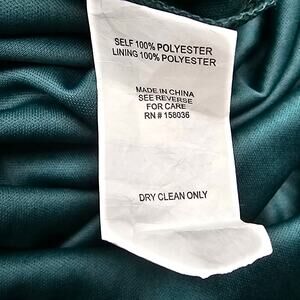 SELF 100% POLYESTER
LINING 100% POLYESTER
MADE IN CHINA
SEE REVERSE
FOR CARE
RN # 158036
DRY CLEAN ONLY